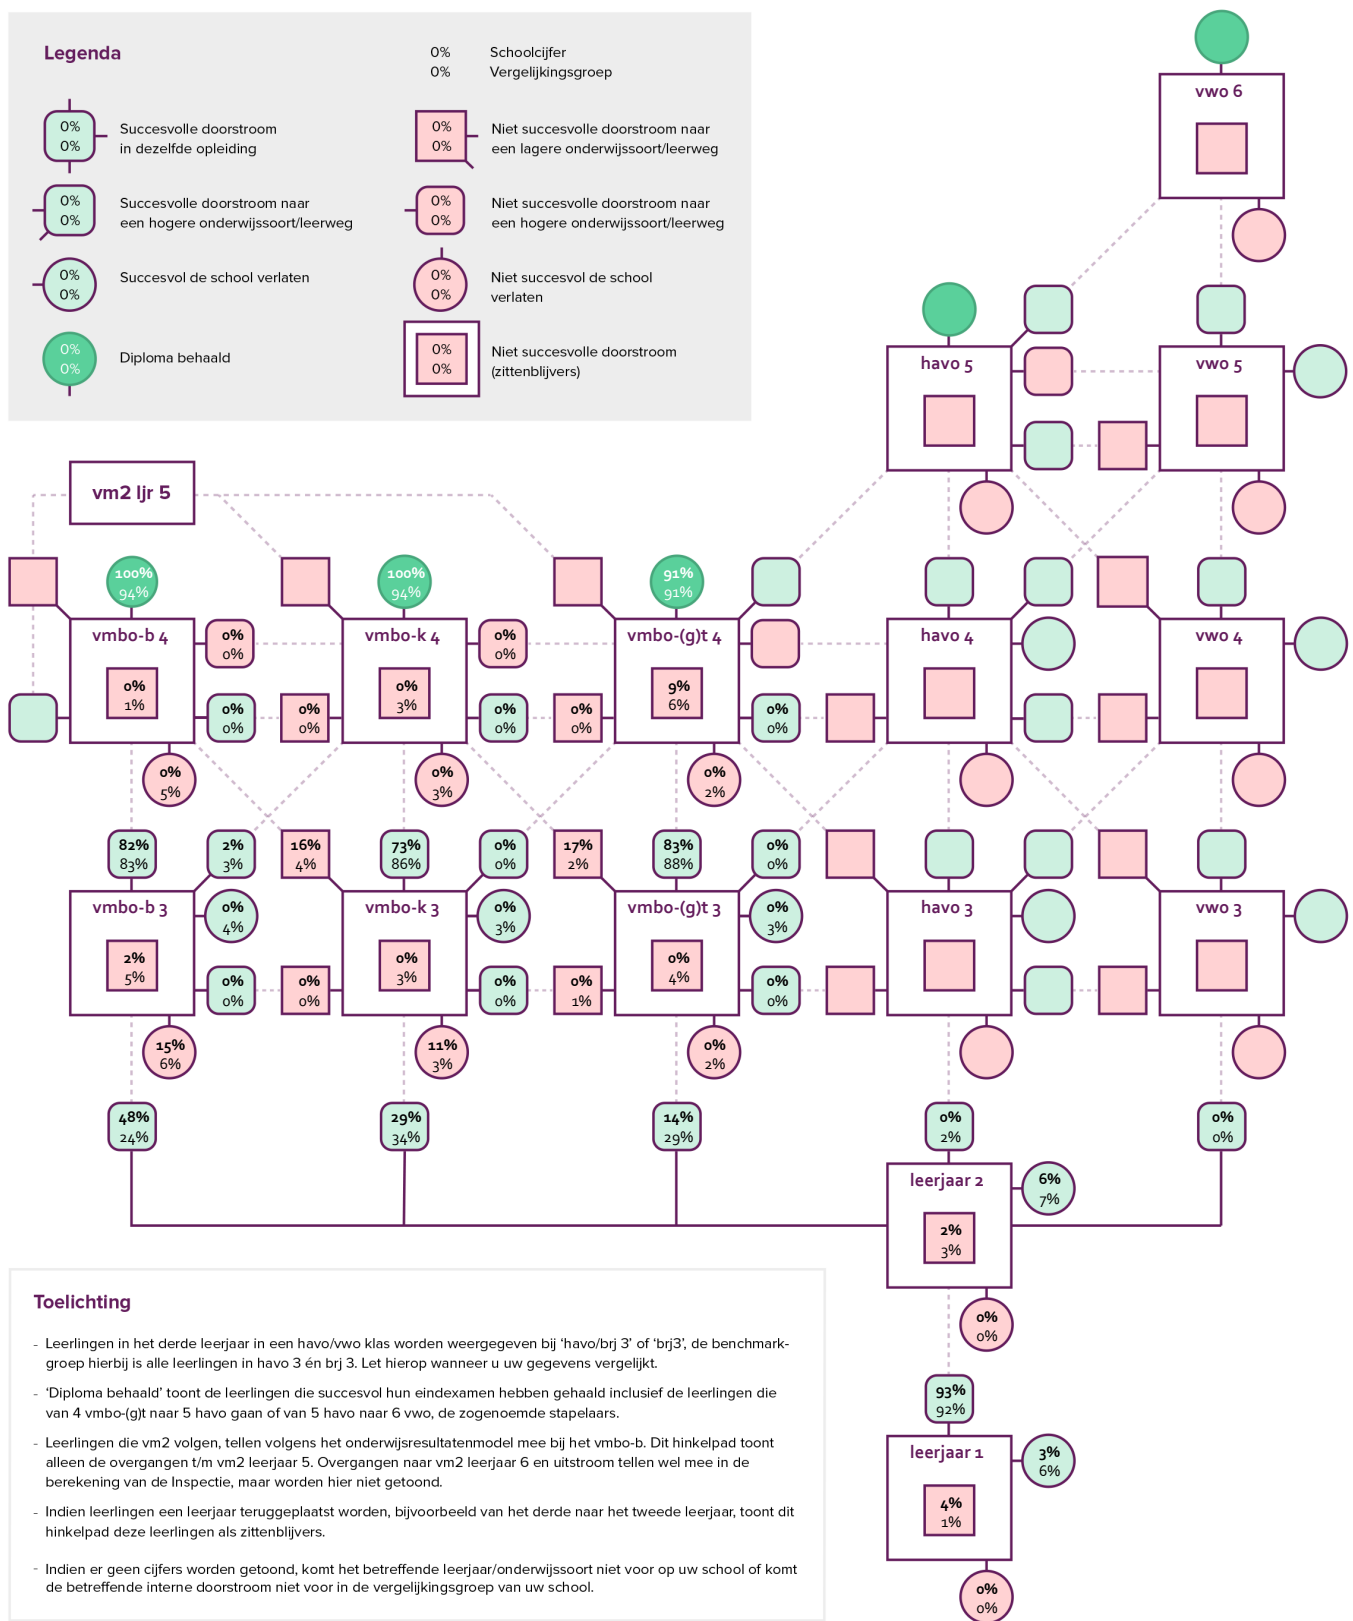 Legenda
0% Schoolcijfer
0% Vergelijkingsgroep
0%
0%
Succesvolle doorstroom
in dezelfde opleiding
0%
0%
Niet succesvolle doorstroom naar
een lagere onderwijssoort/leerweg
0%
0%
Succesvolle doorstroom naar
een hogere onderwijssoort/leerweg
0%
0%
Niet succesvolle doorstroom naar
een hogere onderwijssoort/leerweg
0%
0%
Succesvol de school verlaten
0%
0%
Niet succesvol de school
verlaten
0%
0%
Diploma behaald
0%
0%
Niet succesvolle doorstroom
(zittenblijvers)
vwo 6
havo 5
vwo 5
vm2 ljr 5
100%
94%
100%
94%
91%
91%
vmbo-b 4
0%
0%
vmbo-k 4
0%
0%
vmbo-(g)t 4
havo 4
vwo 4
0%
1%
0%
0%
0%
0%
0%
3%
0%
0%
0%
0%
9%
6%
0%
0%
0%
5%
0%
3%
0%
2%
82%
83%
2%
3%
16%
4%
73%
86%
0%
0%
17%
2%
83%
88%
0%
0%
vmbo-b 3
0%
4%
vmbo-k 3
0%
3%
vmbo-(g)t 3
0%
3%
havo 3
vwo 3
2%
5%
0%
0%
0%
0%
0%
3%
0%
0%
0%
1%
0%
4%
0%
0%
15%
6%
11%
3%
0%
2%
48%
24%
29%
34%
14%
29%
0%
2%
0%
0%
leerjaar 2
6%
7%
2%
3%
0%
0%
93%
92%
leerjaar 1
3%
6%
4%
1%
0%
0%
Toelichting
- Leerlingen in het derde leerjaar in een havo/vwo klas worden weergegeven bij ‘havo/brj 3’ of ‘brj3’, de benchmark-
groep hierbij is alle leerlingen in havo 3 én brj 3. Let hierop wanneer u uw gegevens vergelijkt.
- ‘Diploma behaald’ toont de leerlingen die succesvol hun eindexamen hebben gehaald inclusief de leerlingen die
van 4 vmbo-(g)t naar 5 havo gaan of van 5 havo naar 6 vwo, de zogenoemde stapelaars.
- Leerlingen die vm2 volgen, tellen volgens het onderwijsresultatenmodel mee bij het vmbo-b. Dit hinkelpad toont
alleen de overgangen t/m vm2 leerjaar 5. Overgangen naar vm2 leerjaar 6 en uitstroom tellen wel mee in de
berekening van de Inspectie, maar worden hier niet getoond.
- Indien leerlingen een leerjaar teruggeplaatst worden, bijvoorbeeld van het derde naar het tweede leerjaar, toont dit
hinkelpad deze leerlingen als zittenblijvers.
- Indien er geen cijfers worden getoond, komt het betreffende leerjaar/onderwijssoort niet voor op uw school of komt
de betreffende interne doorstroom niet voor in de vergelijkingsgroep van uw school.